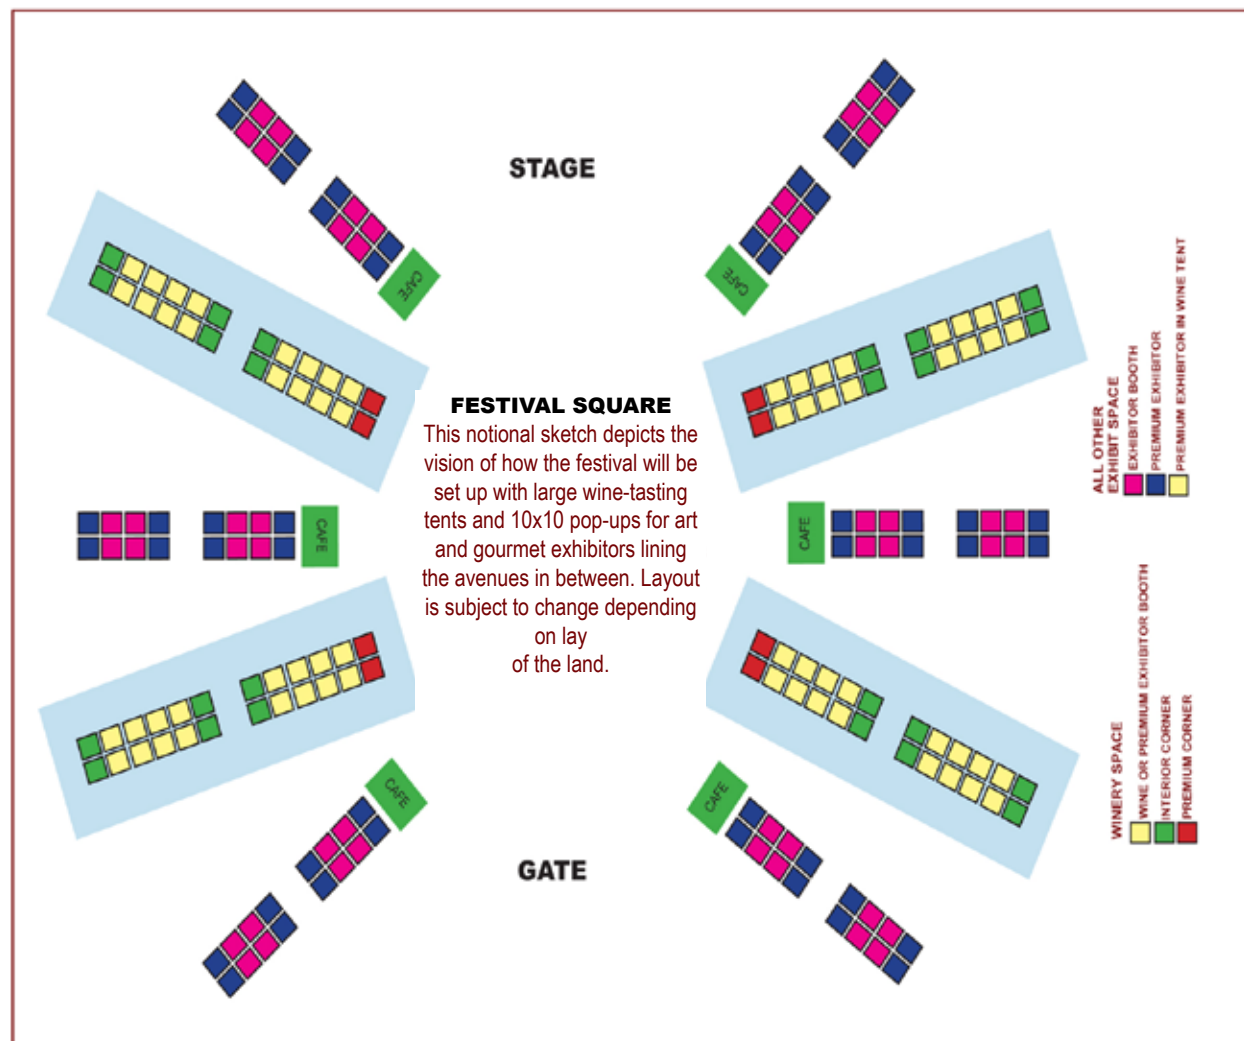 STAGE
CAFE
CAFE
FESTIVAL SQUARE
This notional sketch depicts the
vision of how the festival will be
set up with large wine-tasting
tents and 10x10 pop-ups for art
and gourmet exhibitors lining
the avenues in between. Layout
is subject to change depending
on lay
of the land.
CAFE
CAFE
CAFE
CAFE
GATE
ALL OTHER
EXHIBIT SPACE
EXHIBITOR BOOTH
PREMIUM EXHIBITOR
PREMIUM EXHIBITOR IN WINE TENT
WINERY SPACE
WINE OR PREMIUM EXHIBITOR BOOTH
INTERIOR CORNER
PREMIUM CORNER